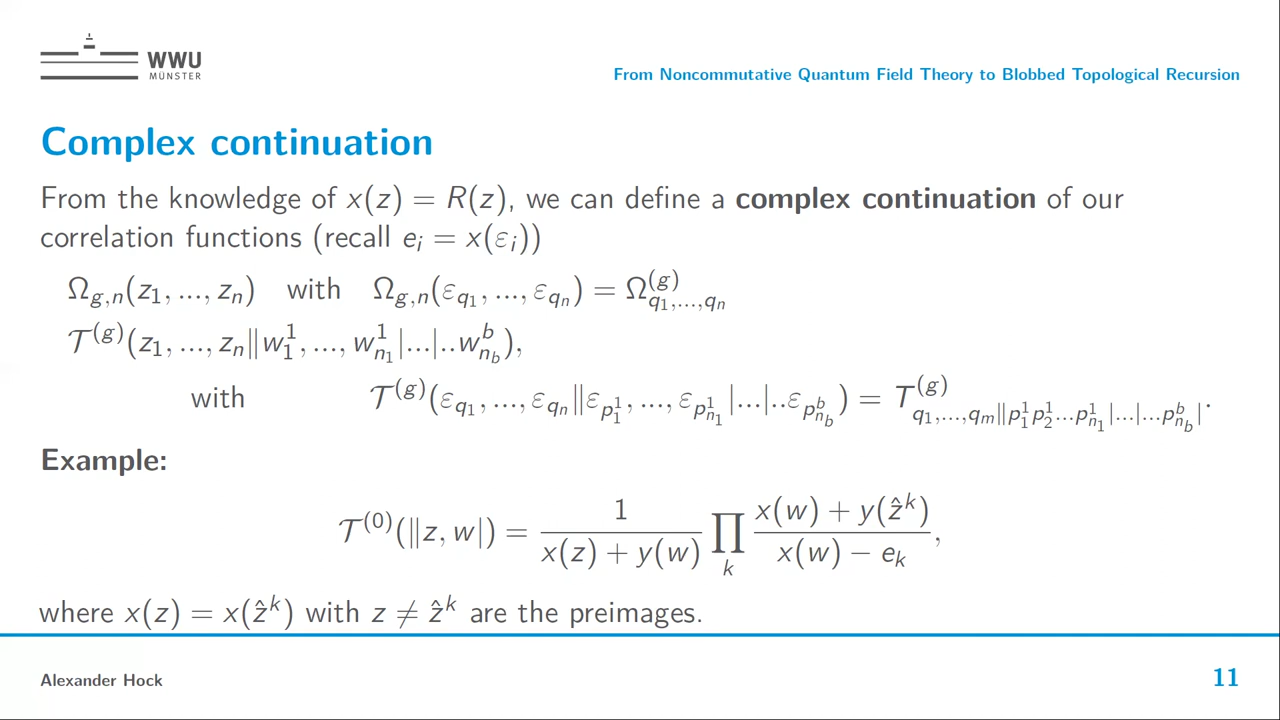 WWU
MÜNSTER
From Noncommutative Quantum Field Theory to Blobbed Topological Recursion
Complex continuation
From the knowledge of x(z) = R(z), we can define a complex continuation of our
correlation functions (recall e_i = x(ε_i))
Ω_{g,n}(z_1, ..., z_n) with Ω_{g,n}(ε_{q_1}, ..., ε_{q_n}) = Ω^{(g)}_{q_1,...,q_n}
𝒯^{(g)}(z_1, ..., z_n‖w^1_1, ..., w^1_{n_1}|...|..w^b_{n_b}),
with 𝒯^{(g)}(ε_{q_1}, ..., ε_{q_n}‖ε_{p^1_1}, ..., ε_{p^1_{n_1}}|...|..ε_{p^b_{n_b}}) = T^{(g)}_{q_1,...,q_m‖p^1_1p^1_2...p^1_{n_1}|...|...p^b_{n_b}|}.
Example:
𝒯^{(0)}(‖z, w|) = \frac{1}{x(z) + y(w)} ∏_k \frac{x(w) + y(ẑ^k)}{x(w) − e_k},
where x(z) = x(ẑ^k) with z ≠ ẑ^k are the preimages.
Alexander Hock
11